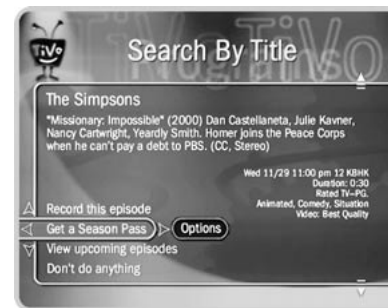 TiVo
Search By Title
The Simpsons
"Missionary: Impossible" (2000) Dan Castellaneta, Julie Kavner,
Nancy Cartwright, Yeardly Smith. Homer joins the Peace Corps
when he can't pay a debt to PBS. (CC, Stereo)
Wed 11/29 11:00 pm 12 KBHK
Duration: 0:30
Rated TV-PG.
Animated, Comedy, Situation
Video: Best Quality
Record this episode
Get a Season Pass
Options
View upcoming episodes
Don't do anything